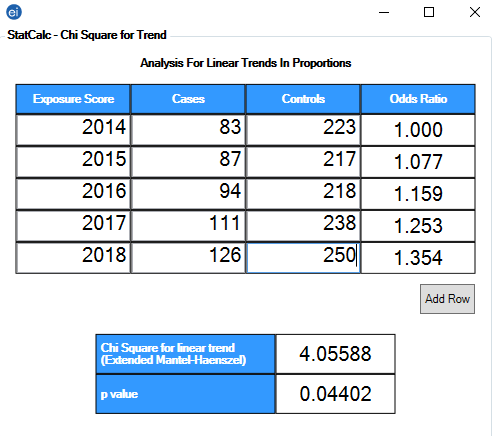 ei
StatCalc - Chi Square for Trend
Analysis For Linear Trends In Proportions
Exposure Score Cases Controls Odds Ratio
2014 83 223 1.000
2015 87 217 1.077
2016 94 218 1.159
2017 111 238 1.253
2018 126 250 1.354
Add Row
Chi Square for linear trend
(Extended Mantel-Haenszel) 4.05588
p value 0.04402